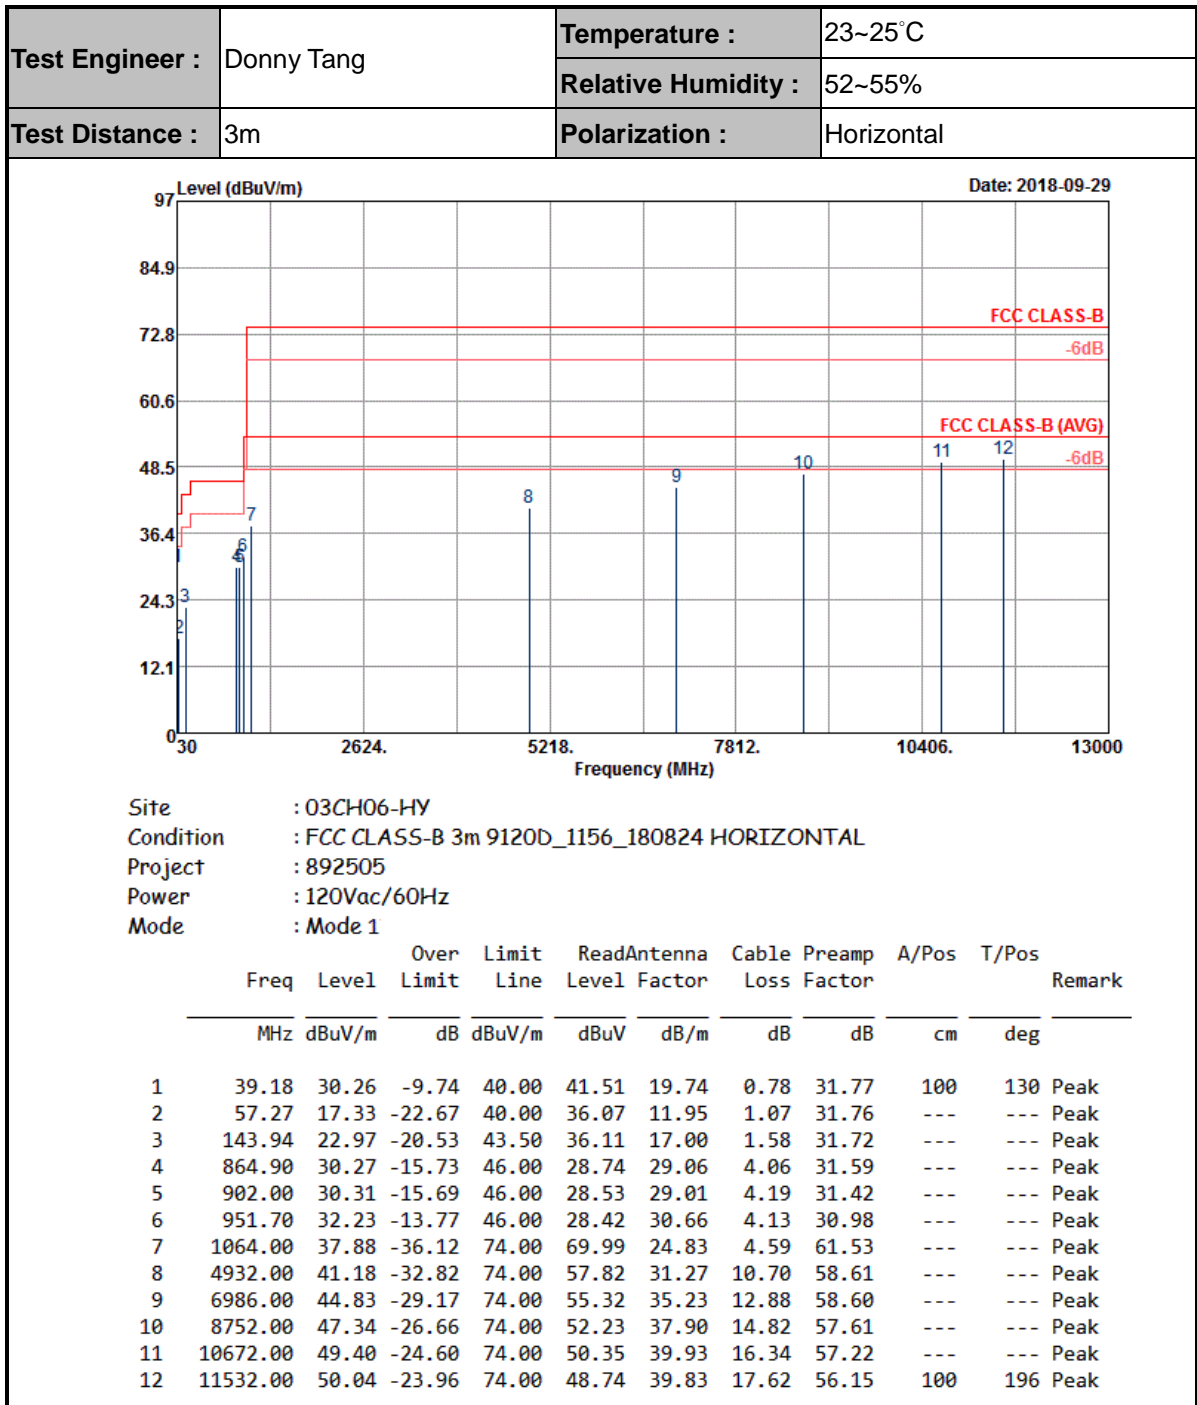 Test Engineer : Donny Tang Temperature : 23~25°C
Relative Humidity : 52~55%
Test Distance : 3m Polarization : Horizontal
97 Level (dBuV/m) Date: 2018-09-29
84.9
FCC CLASS-B
72.8
-6dB
60.6
FCC CLASS-B (AVG)
11 12
10 -6dB
48.5
9
8
7
36.4
6
4 5
1
24.3 3
2
12.1
0
30 2624. 5218. 7812. 10406. 13000
Frequency (MHz)
Site : 03CH06-HY
Condition : FCC CLASS-B 3m 9120D_1156_180824 HORIZONTAL
Project : 892505
Power : 120Vac/60Hz
Mode : Mode 1
Over Limit ReadAntenna Cable Preamp A/Pos T/Pos
Freq Level Limit Line Level Factor Loss Factor Remark
MHz dBuV/m dB dBuV/m dBuV dB/m dB dB cm deg
1 39.18 30.26 -9.74 40.00 41.51 19.74 0.78 31.77 100 130 Peak
2 57.27 17.33 -22.67 40.00 36.07 11.95 1.07 31.76 --- --- Peak
3 143.94 22.97 -20.53 43.50 36.11 17.00 1.58 31.72 --- --- Peak
4 864.90 30.27 -15.73 46.00 28.74 29.06 4.06 31.59 --- --- Peak
5 902.00 30.31 -15.69 46.00 28.53 29.01 4.19 31.42 --- --- Peak
6 951.70 32.23 -13.77 46.00 28.42 30.66 4.13 30.98 --- --- Peak
7 1064.00 37.88 -36.12 74.00 69.99 24.83 4.59 61.53 --- --- Peak
8 4932.00 41.18 -32.82 74.00 57.82 31.27 10.70 58.61 --- --- Peak
9 6986.00 44.83 -29.17 74.00 55.32 35.23 12.88 58.60 --- --- Peak
10 8752.00 47.34 -26.66 74.00 52.23 37.90 14.82 57.61 --- --- Peak
11 10672.00 49.40 -24.60 74.00 50.35 39.93 16.34 57.22 --- --- Peak
12 11532.00 50.04 -23.96 74.00 48.74 39.83 17.62 56.15 100 196 Peak